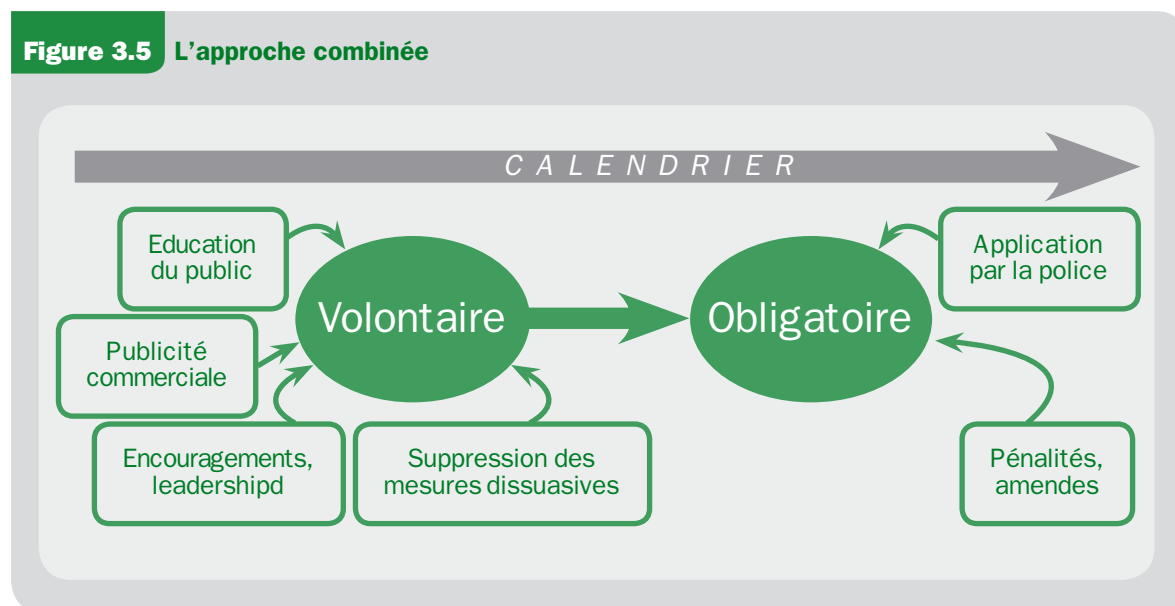 Figure 3.5 L'approche combinée
CALENDRIER
Education
du public
Publicité
commerciale
Encouragements,
leadershipd
Suppression des
mesures dissuasives
Volontaire
Obligatoire
Application
par la police
Pénalités,
amendes